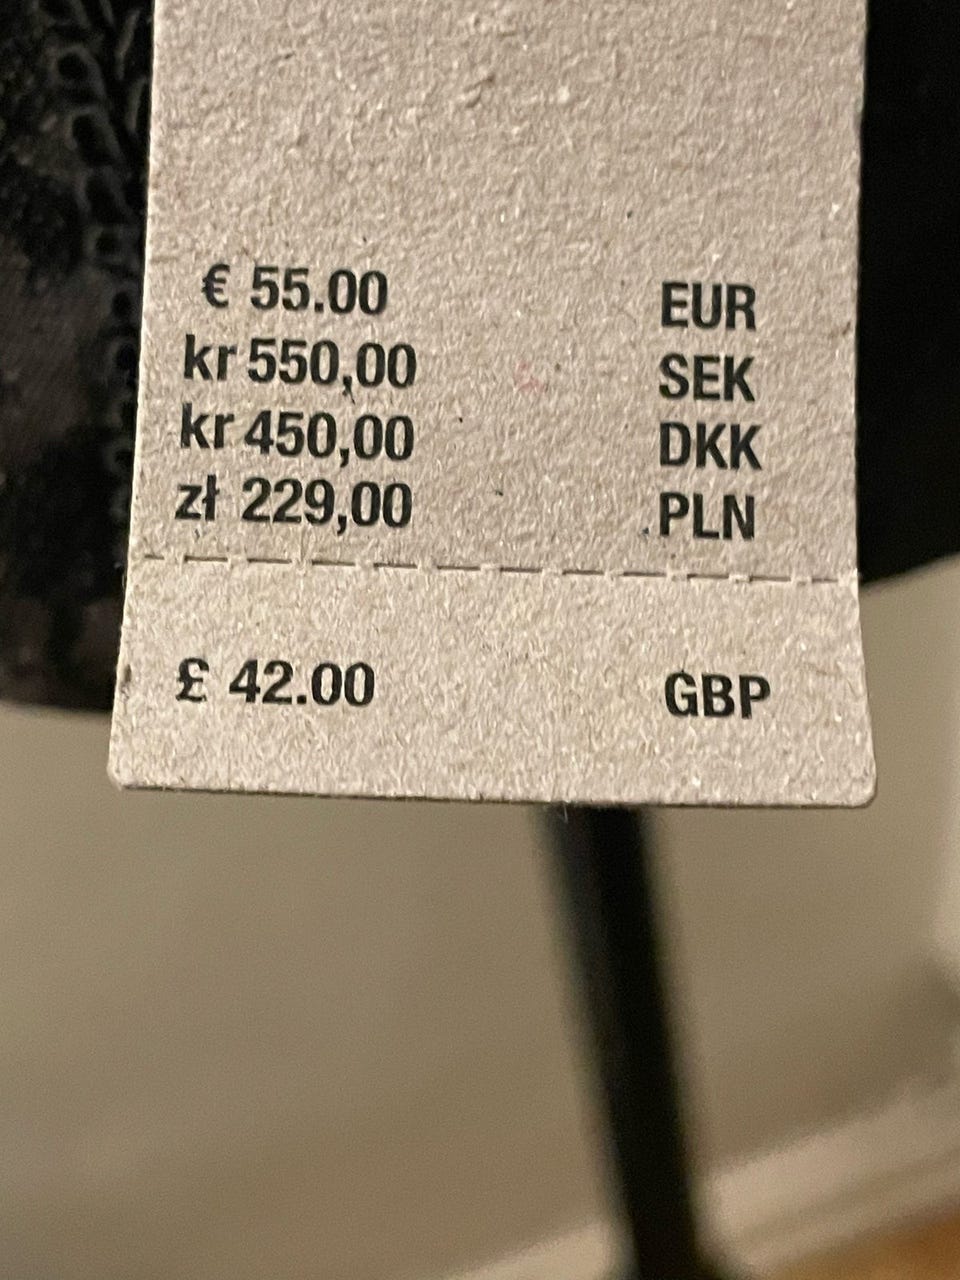 € 55.00 EUR
kr 550,00 SEK
kr 450,00 DKK
zł 229,00 PLN
£ 42.00 GBP